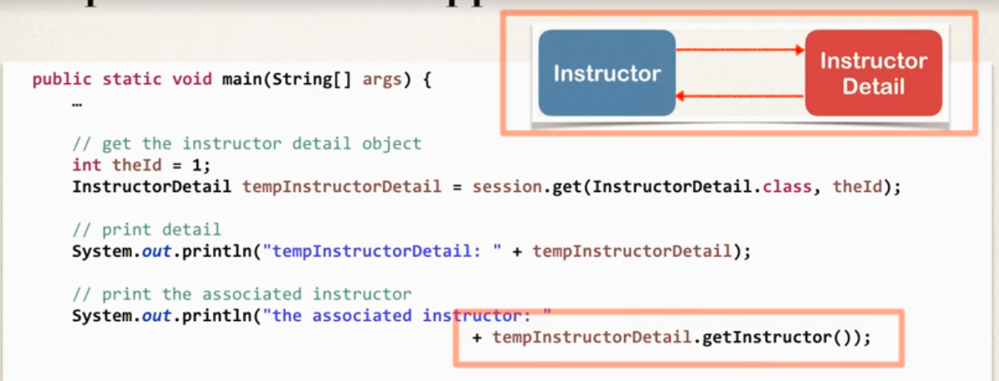 Instructor
Instructor
Detail
public static void main(String[] args) {
…
// get the instructor detail object
int theId = 1;
InstructorDetail tempInstructorDetail = session.get(InstructorDetail.class, theId);
// print detail
System.out.println("tempInstructorDetail: " + tempInstructorDetail);
// print the associated instructor
System.out.println("the associated instructor: "
+ tempInstructorDetail.getInstructor());